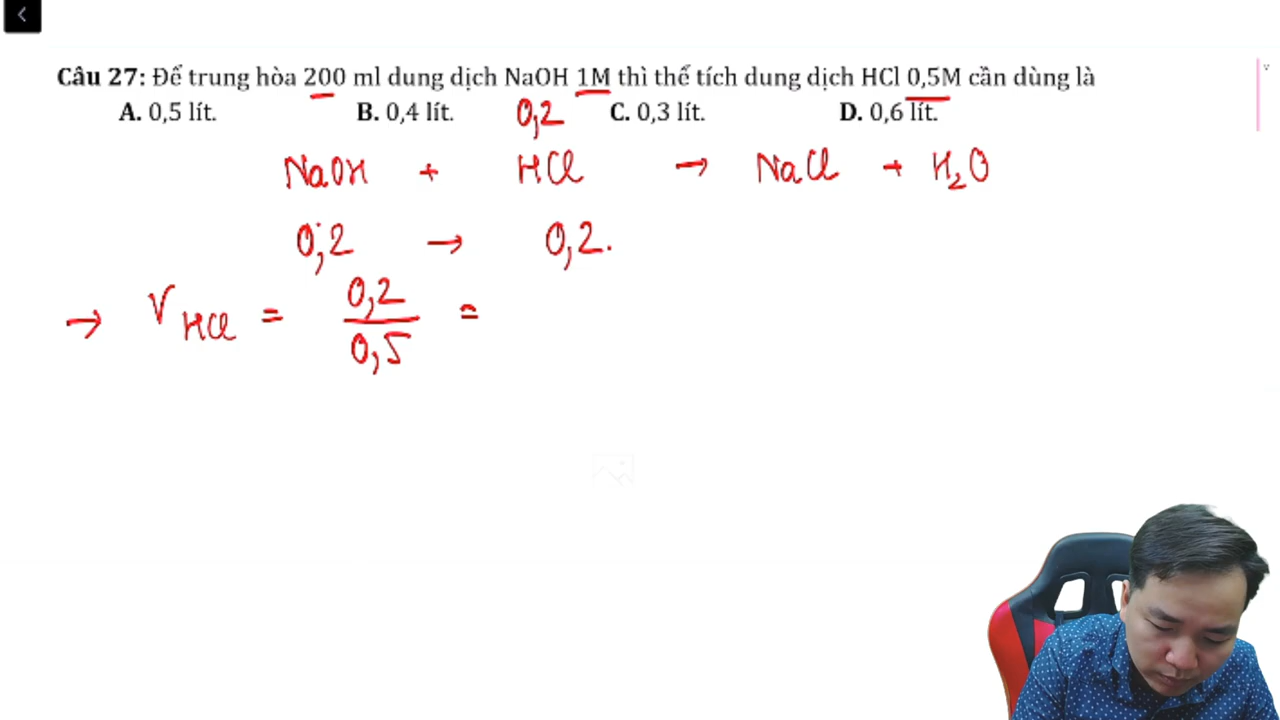 Câu 27: Để trung hòa 200 ml dung dịch NaOH 1M thì thể tích dung dịch HCl 0,5M cần dùng là
A. 0,5 lít. B. 0,4 lít. C. 0,3 lít. D. 0,6 lít.
0,2
NaOH + HCl → NaCl + H₂O
0,2 → 0,2.
→ V HCl = 0,2 / 0,5 =